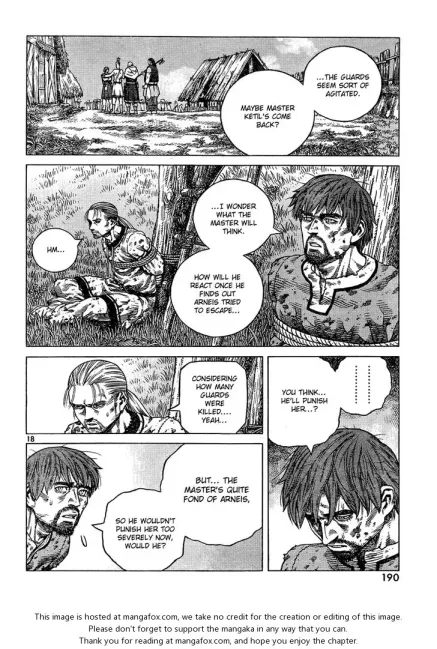 ...THE GUARDS
SEEM SORT OF
AGITATED.
MAYBE MASTER
KETIL'S COME
BACK?
...I WONDER
WHAT THE
MASTER WILL
THINK.
HM...
HOW WILL HE
REACT ONCE HE
FINDS OUT
ARNEIS TRIED
TO ESCAPE...
YOU THINK...
HE'LL PUNISH
HER...?
CONSIDERING
HOW MANY
GUARDS
WERE
KILLED....
YEAH...
18
BUT... THE
MASTER'S QUITE
FOND OF ARNEIS,
SO HE WOULDN'T
PUNISH HER TOO
SEVERELY NOW,
WOULD HE?
190
This image is hosted at mangafox.com, we take no credit for the creation or editing of this image.
Please don't forget to support the mangaka in any way that you can.
Thank you for reading at mangafox.com, and hope you enjoy the chapter.